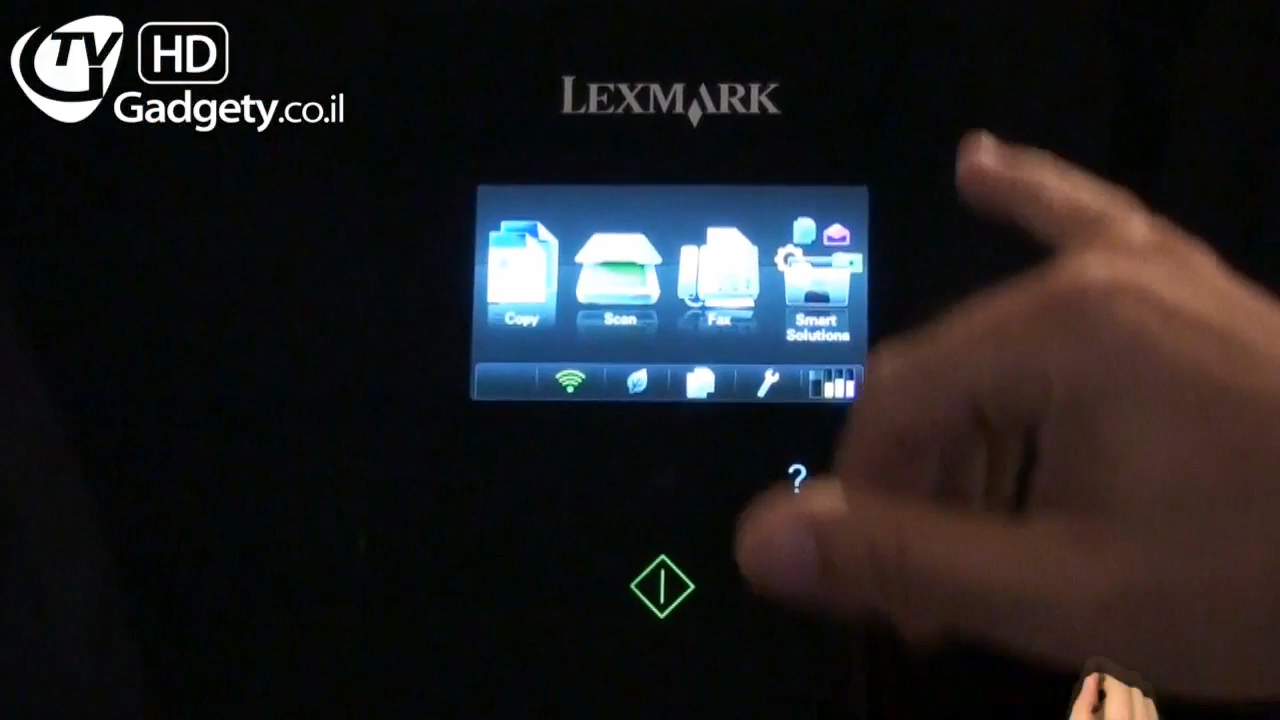 TV HD
Gadgety.co.il
LEXMARK
Copy
Scan
Fax
Smart
Solutions
?